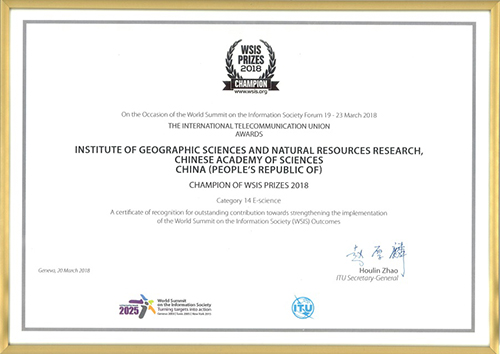 WSIS
PRIZES
2018
CHAMPION
www.wsis.org
On the Occasion of the World Summit on the Information Society Forum 19 - 23 March 2018
THE INTERNATIONAL TELECOMMUNICATION UNION
AWARDS
INSTITUTE OF GEOGRAPHIC SCIENCES AND NATURAL RESOURCES RESEARCH,
CHINESE ACADEMY OF SCIENCES
CHINA (PEOPLE'S REPUBLIC OF)
CHAMPION OF WSIS PRIZES 2018
Category 14 E-science
A certificate of recognition for outstanding contribution towards strengthening the implementation
of the World Summit on the Information Society (WSIS) Outcomes
赵厚麟
Houlin Zhao
ITU Secretary-General
Geneva, 20 March 2018
2025
World Summit
on the Information Society
Turning targets into action
ITU